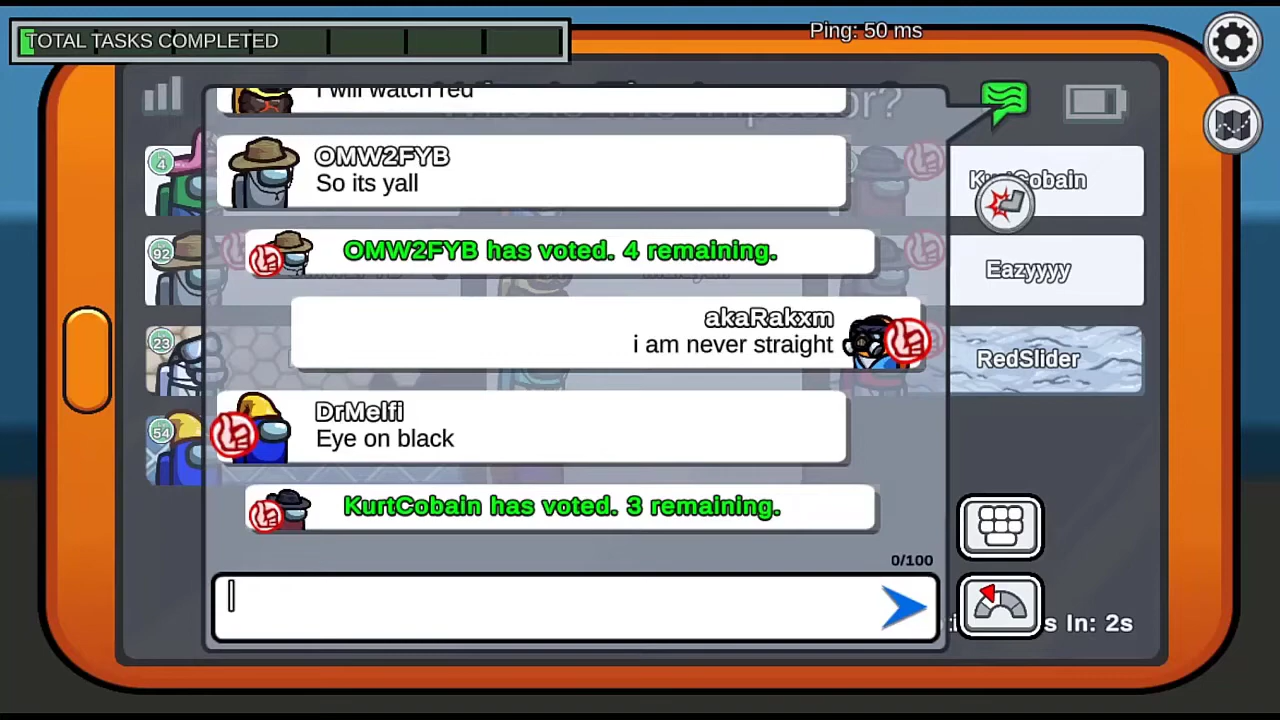 TOTAL TASKS COMPLETED
Ping: 50 ms
I will watch red
OMW2FYB
So its yall
OMW2FYB has voted. 4 remaining.
akaRakxm
i am never straight
DrMelfi
Eye on black
KurtCobain has voted. 3 remaining.
0/100
KurtCobain
Eazyyyy
RedSlider
s In: 2s
4
92
23
54